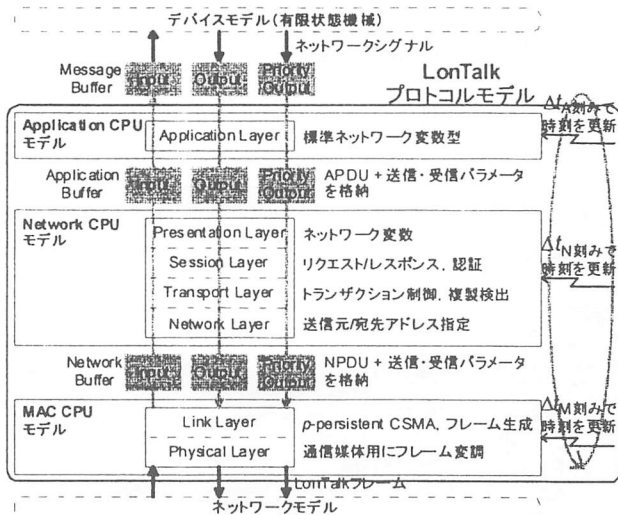 デバイスモデル(有限状態機械)
ネットワークシグナル
Message
Buffer
Input
Output
Priority
Output
LonTalk
プロトコルモデル
Application CPU
モデル
Application Layer
標準ネットワーク変数型
ΔtA刻みで
時刻を更新
Application
Buffer
Input
Output
Priority
Output
APDU + 送信・受信パラメータ
を格納
Network CPU
モデル
Presentation Layer
ネットワーク変数
Session Layer
リクエスト/レスポンス, 認証
Transport Layer
トランザクション制御, 複製検出
Network Layer
送信元/宛先アドレス指定
ΔtN刻みで
時刻を更新
Network
Buffer
Input
Output
Priority
Output
NPDU + 送信・受信パラメータ
を格納
MAC CPU
モデル
Link Layer
p-persistent CSMA, フレーム生成
Physical Layer
通信媒体用にフレーム変調
ΔtM刻みで
時刻を更新
LonTalkフレーム
ネットワークモデル